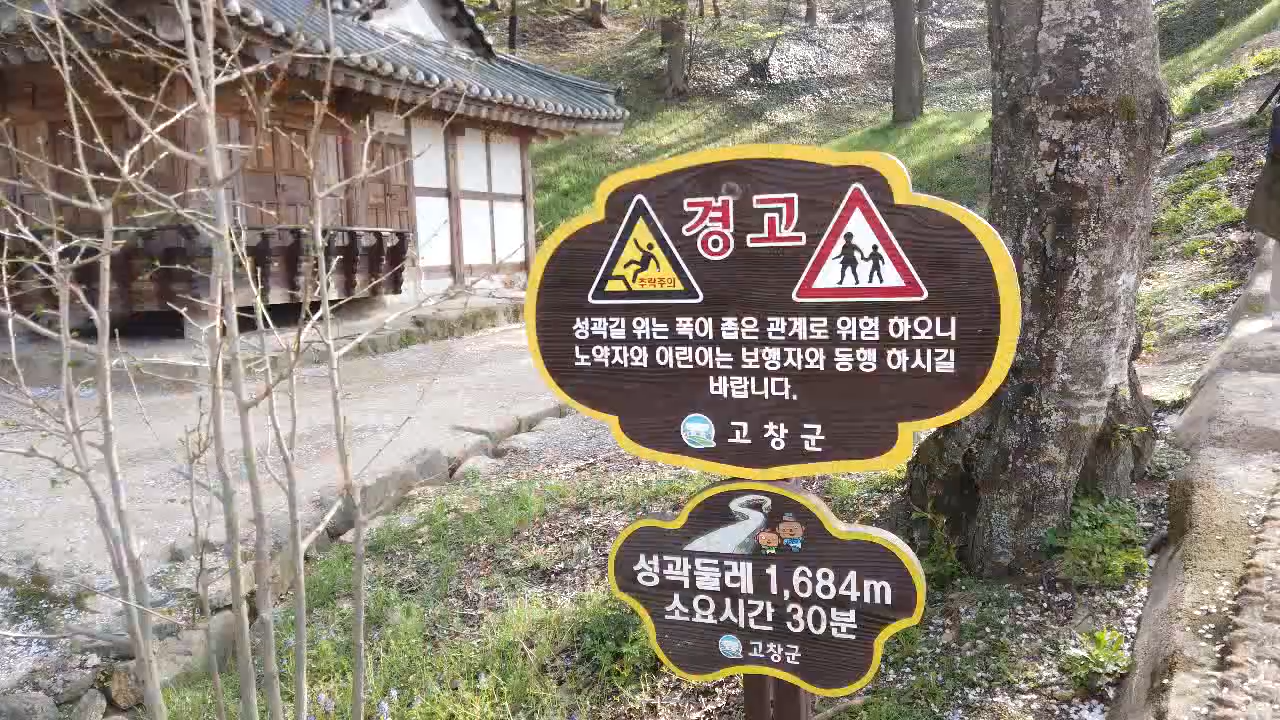 경고
추락주의
성곽길 위는 폭이 좁은 관계로 위험 하오니
노약자와 어린이는 보행자와 동행 하시길
바랍니다.
고창군
성곽둘레 1,684m
소요시간 30분
고창군